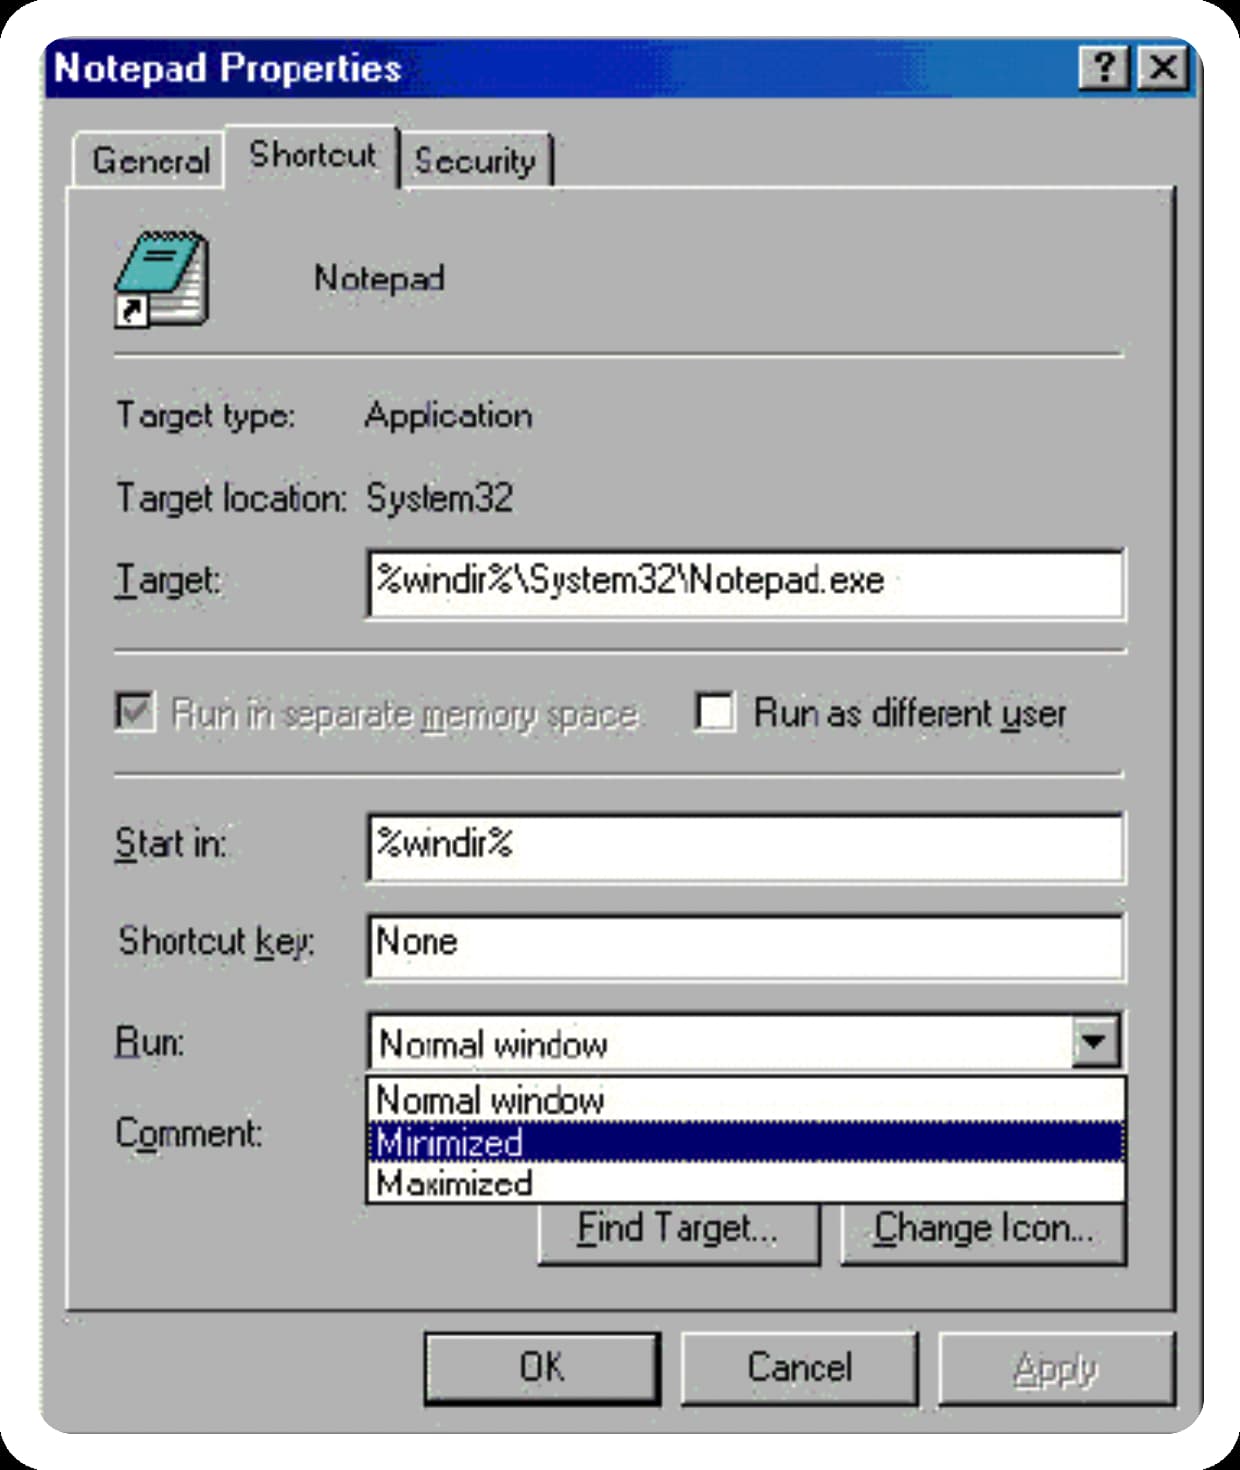 Notepad Properties
General Shortcut Security
Notepad
Target type: Application
Target location: System32
Target: %windir%\System32\Notepad.exe
Run in separate memory space Run as different user
Start in: %windir%
Shortcut key: None
Run: Normal window
Normal window
Comment: Minimized
Maximized
Find Target... Change Icon...
OK Cancel Apply